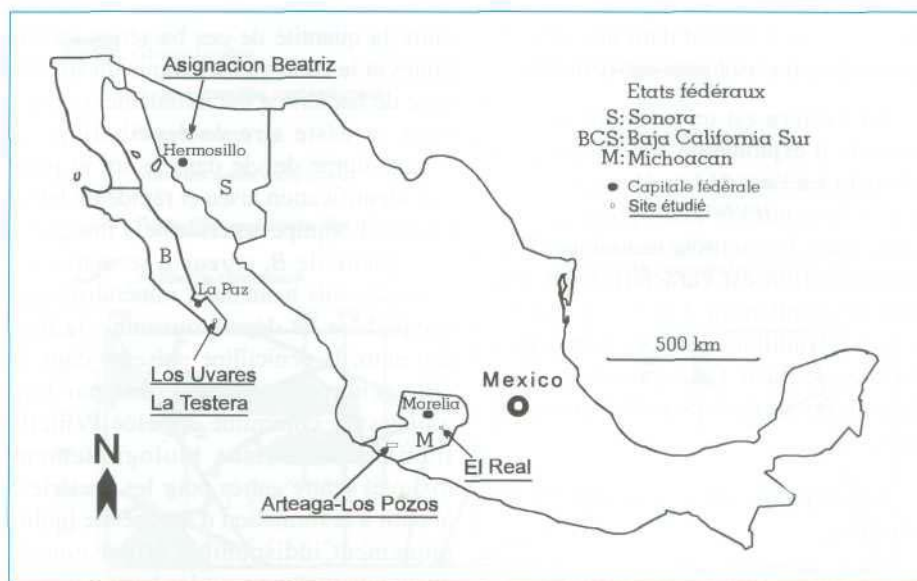 Asignacion Beatriz
Hermosillo
S
B
La Paz
Los Uvares
La Testera
N
Etats fédéraux
S: Sonora
BCS: Baja California Sur
M: Michoacan
Capitale fédérale
Site étudié
500 km
Mexico
Morelia
M
El Real
Arteaga-Los Pozos